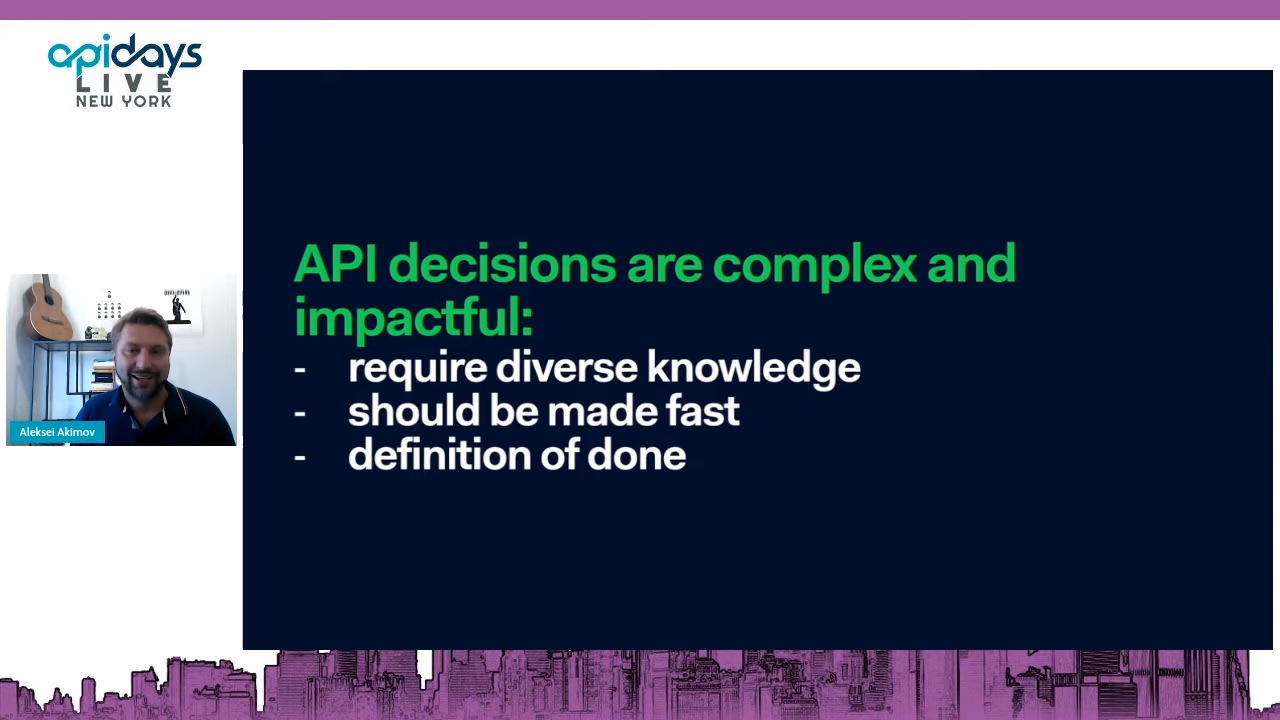 apidays
LIVE
NEW YORK
API decisions are complex and
impactful:
- require diverse knowledge
- should be made fast
- definition of done
DEVELOPERS
Aleksei Akimov